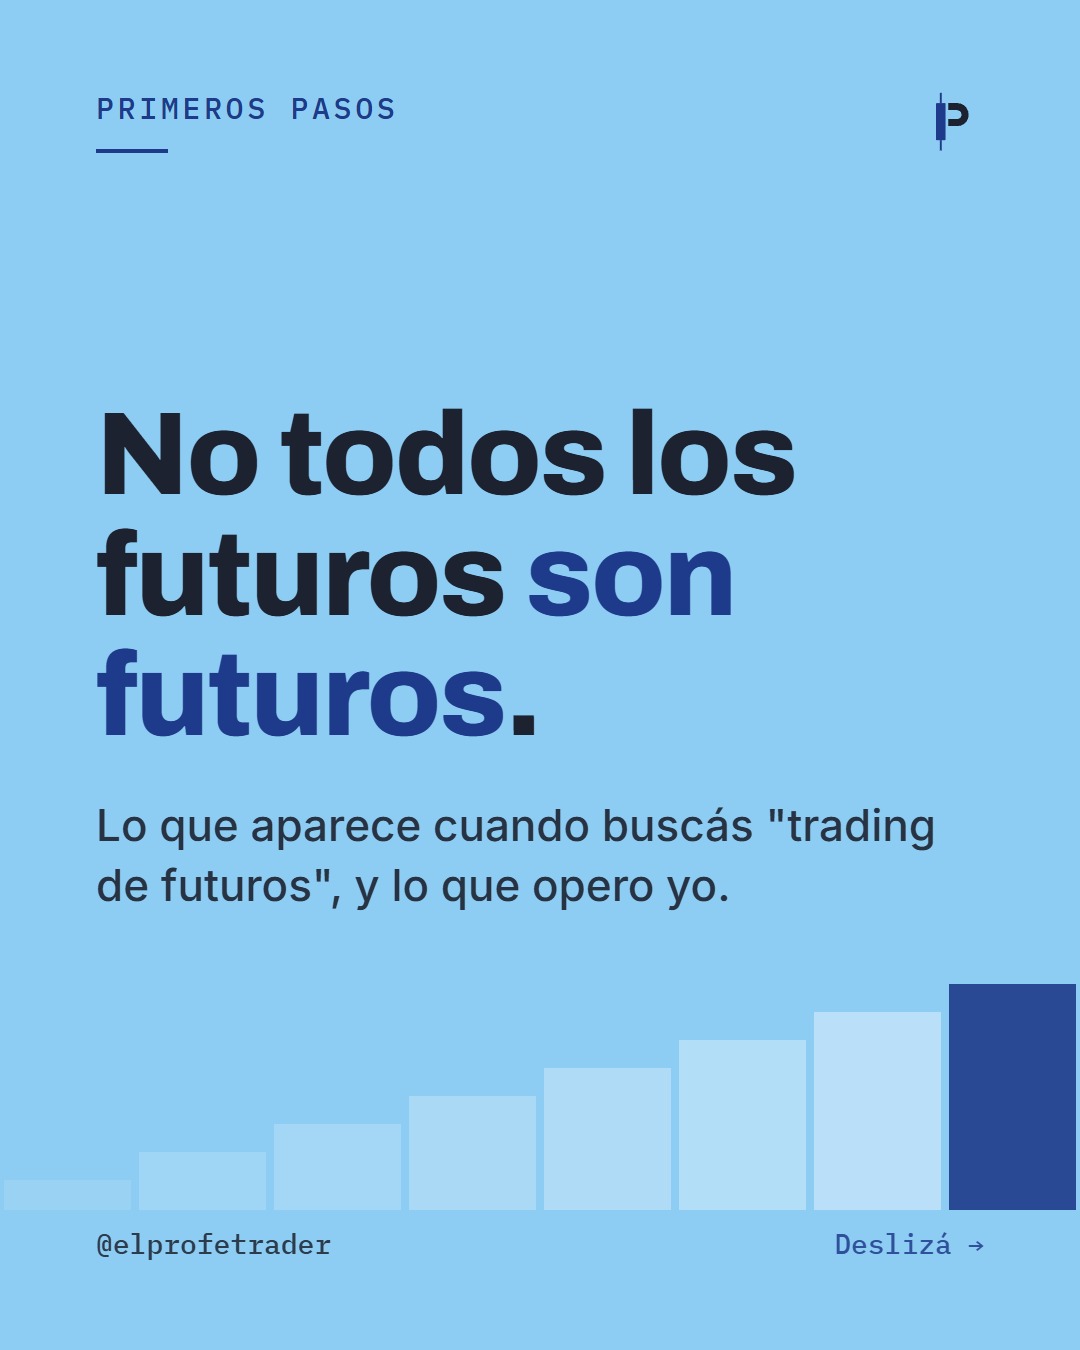 PRIMEROS PASOS
No todos los
futuros son
futuros.
Lo que aparece cuando buscás "trading
de futuros", y lo que opero yo.
@elprofetrader
Deslizá →